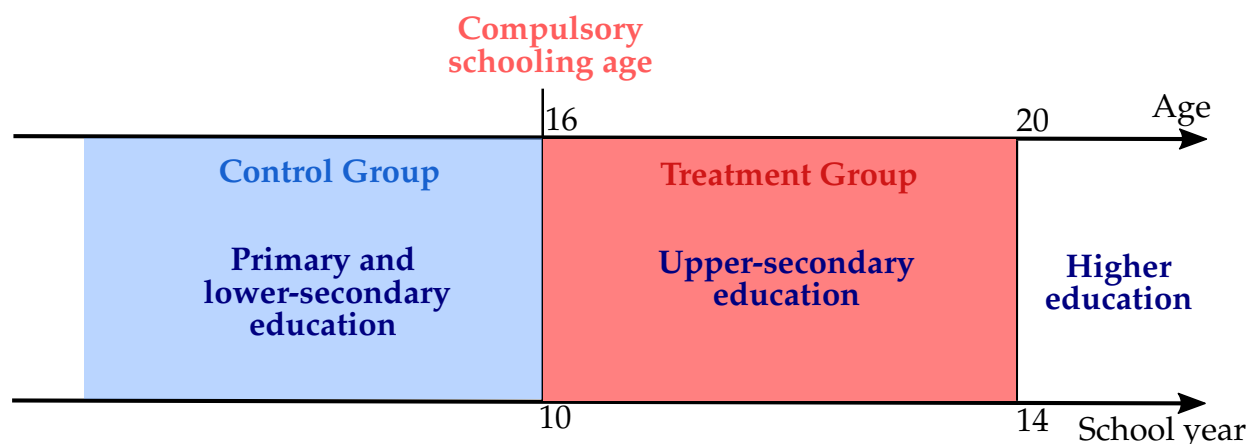 Compulsory
schooling age
16
20
Age
Control Group
Treatment Group
Primary and
lower-secondary
education
Upper-secondary
education
Higher
education
10
14
School year